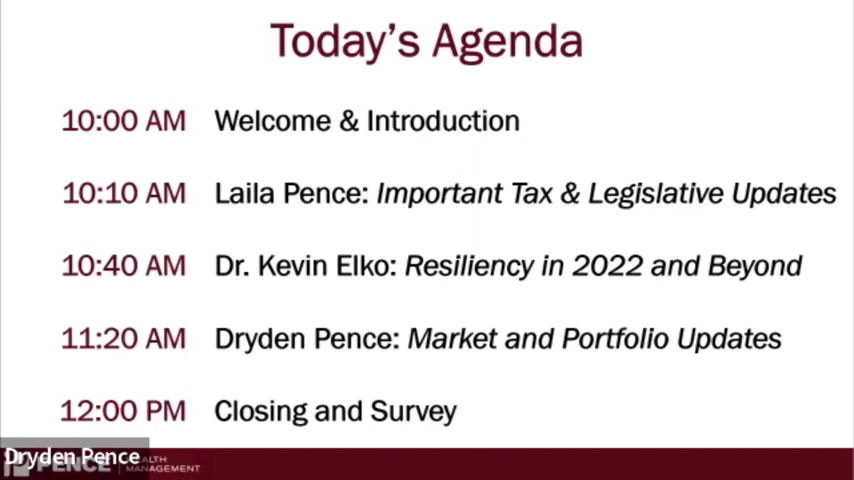 Today's Agenda
10:00 AM Welcome & Introduction
10:10 AM Laila Pence: Important Tax & Legislative Updates
10:40 AM Dr. Kevin Elko: Resiliency in 2022 and Beyond
11:20 AM Dryden Pence: Market and Portfolio Updates
12:00 PM Closing and Survey
Dryden Pence
PENCE
MANAGEMENT